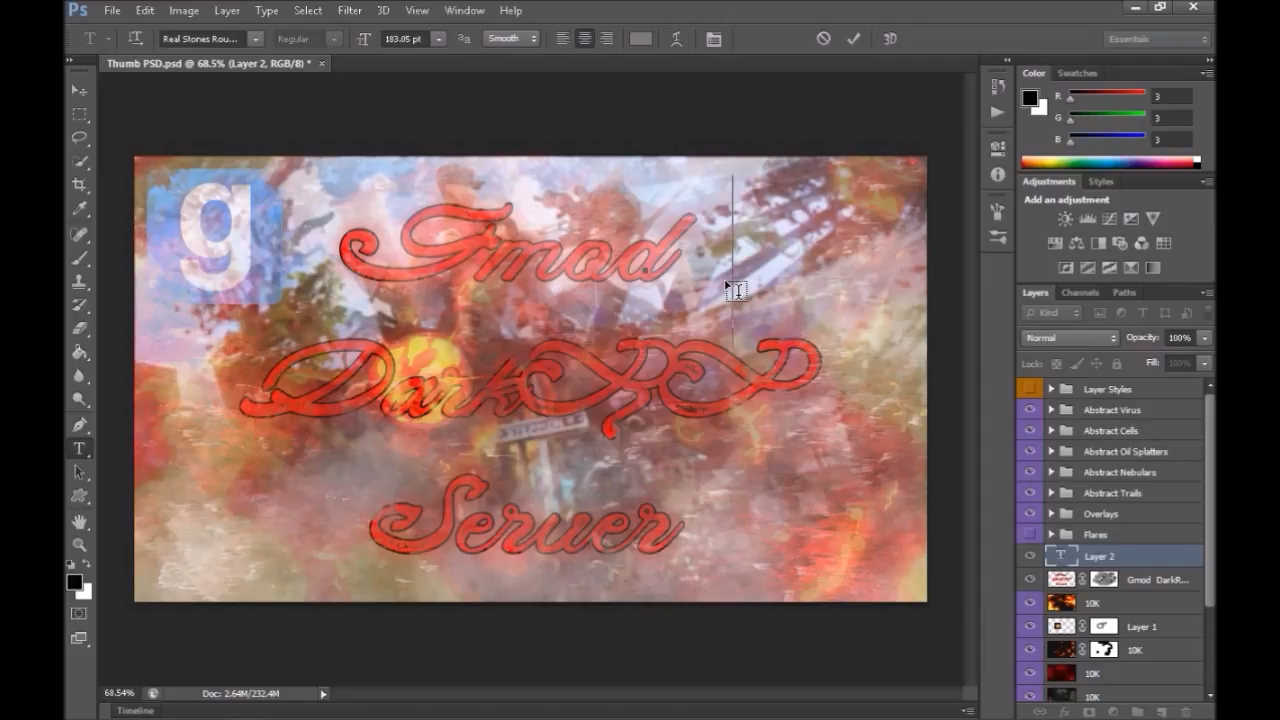 Ps File Edit Image Layer Type Select Filter 3D View Window Help
T Real Stones Rou... Regular 183.05 pt Smooth 3D Essentials
Thumb PSD.psd @ 68.5% (Layer 2, RGB/8) *
Color Swatches
R 3
G 3
B 3
Adjustments Styles
Add an adjustment
Layers Channels Paths
Kind
Normal Opacity: 100%
Lock: Fill: 100%
Layer Styles
Abstract Virus
Abstract Cells
Abstract Oil Splatters
Abstract Nebulars
Abstract Trails
Overlays
Flares
T Layer 2
Gmod DarkR...
10K
Layer 1
10K
10K
10K
g
Gmod
DarkRP
Server
68.54% Doc: 2.64M/232.4M
Timeline